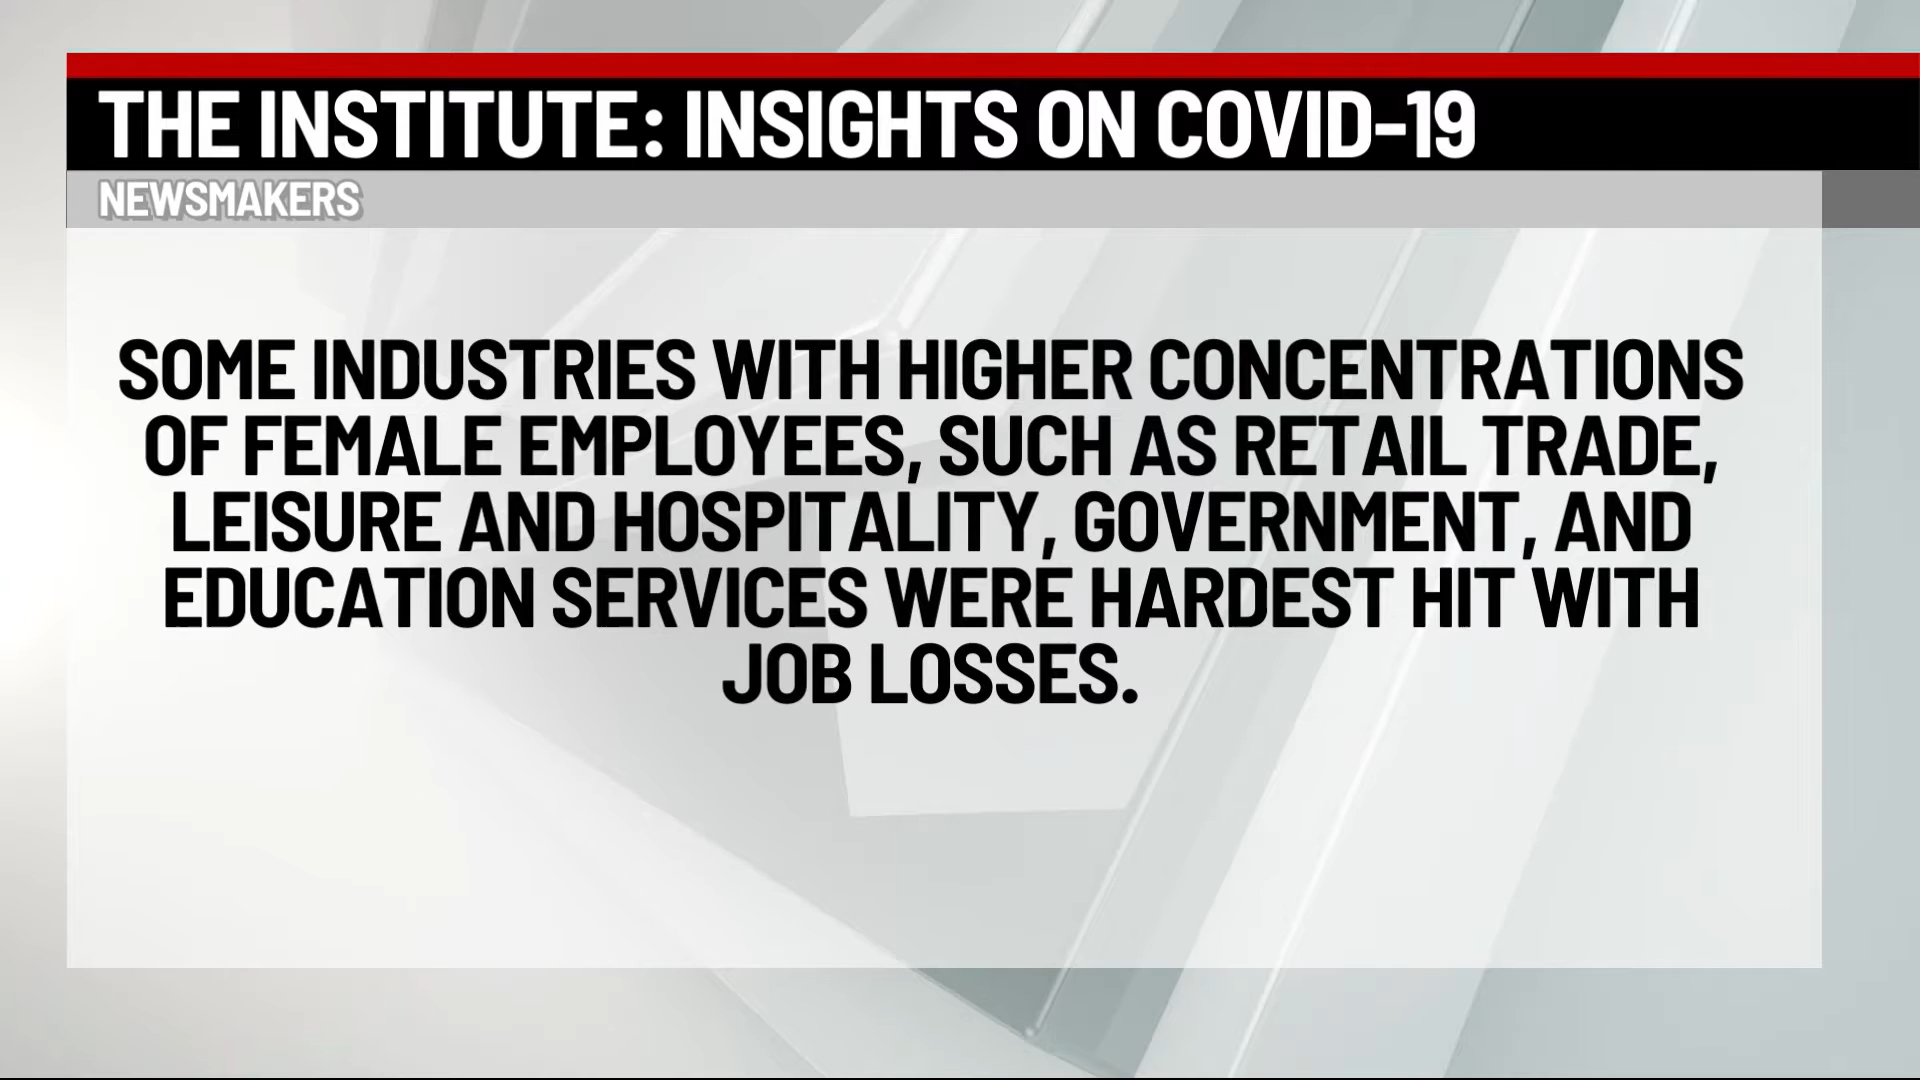 THE INSTITUTE: INSIGHTS ON COVID-19
NEWSMAKERS
SOME INDUSTRIES WITH HIGHER CONCENTRATIONS
OF FEMALE EMPLOYEES, SUCH AS RETAIL TRADE,
LEISURE AND HOSPITALITY, GOVERNMENT, AND
EDUCATION SERVICES WERE HARDEST HIT WITH
JOB LOSSES.